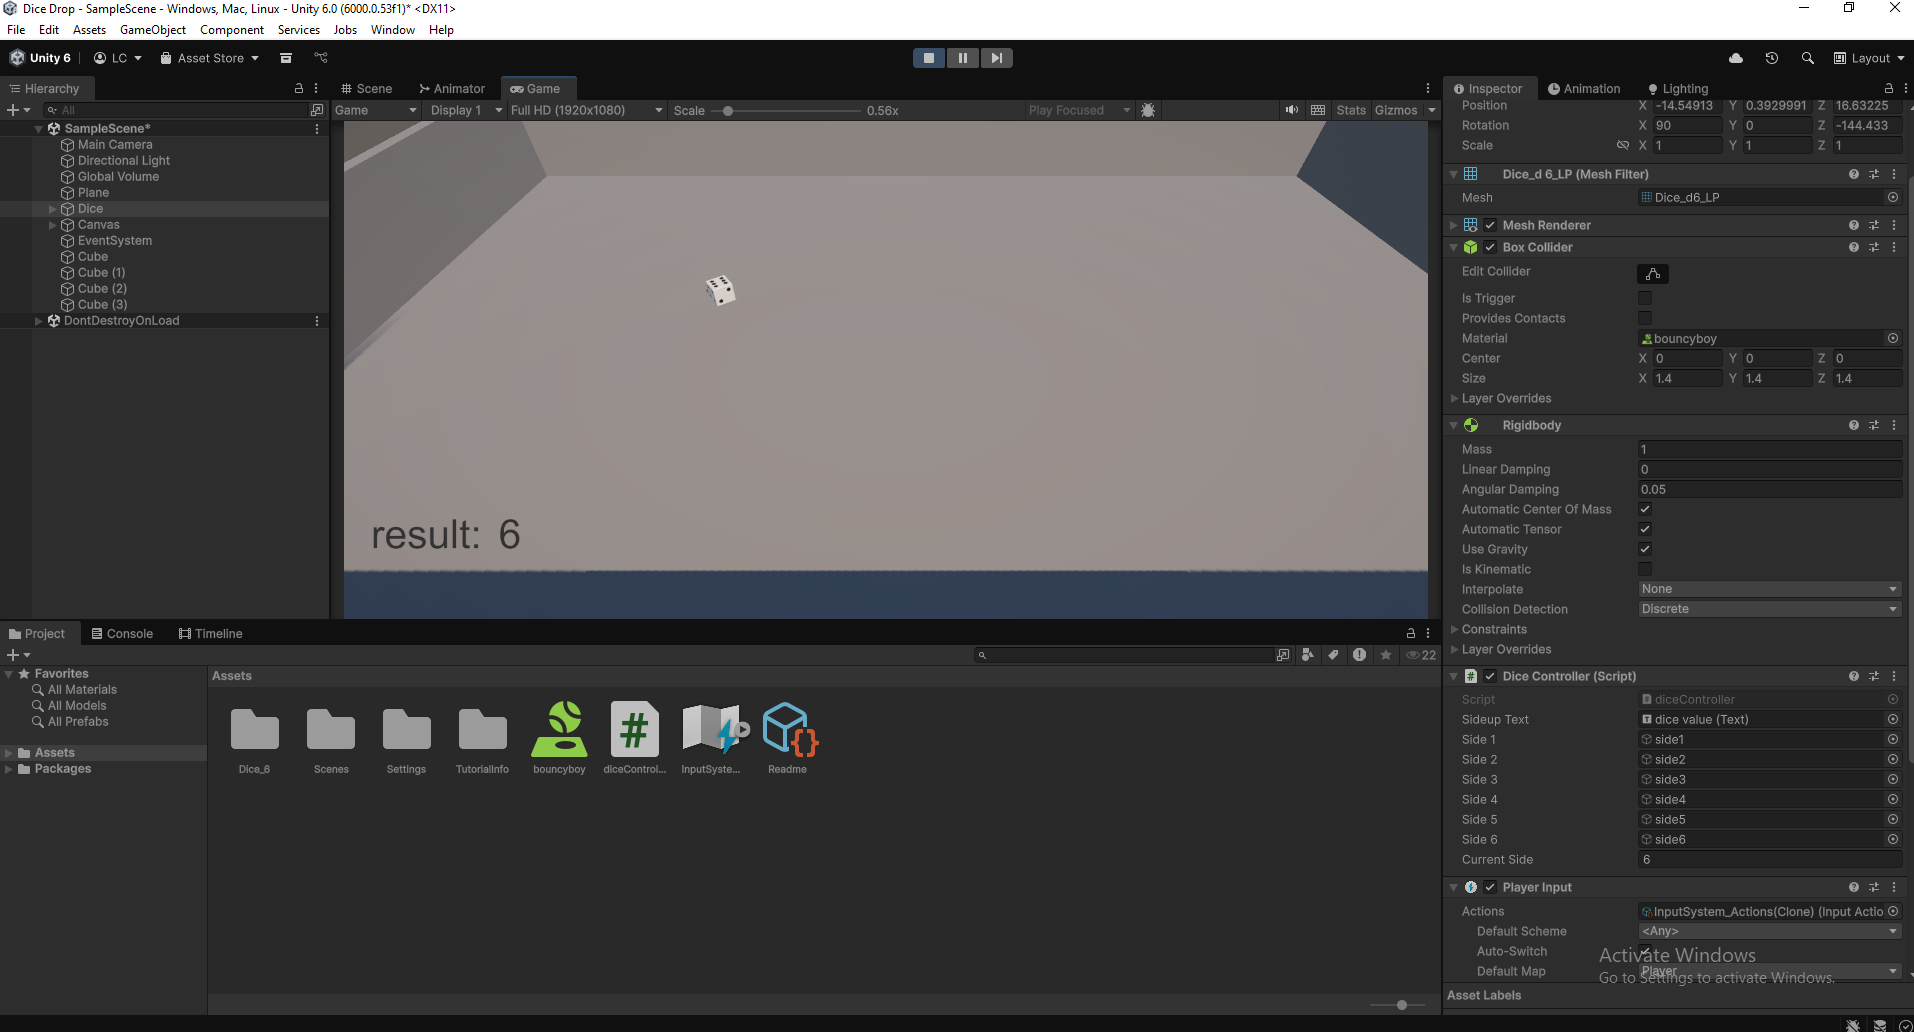 Dice Drop - SampleScene - Windows, Mac, Linux - Unity 6.0 (6000.0.53f1)* <DX11>
File Edit Assets GameObject Component Services Jobs Window Help
Unity 6 LC Asset Store Layout
Hierarchy
All
SampleScene*
Main Camera
Directional Light
Global Volume
Plane
Dice
Canvas
EventSystem
Cube
Cube (1)
Cube (2)
Cube (3)
DontDestroyOnLoad
Scene Animator Game
Game Display 1 Full HD (1920x1080) Scale 0.56x Play Focused Stats Gizmos
result: 6
Project Console Timeline
22
Favorites
All Materials
All Models
All Prefabs
Assets
Packages
Assets
Dice_6 Scenes Settings TutorialInfo bouncyboy diceControl... InputSyste... Readme
Inspector Animation Lighting
Position X -14.54913 Y 0.3929991 Z 16.63225
Rotation X 90 Y 0 Z -144.433
Scale X 1 Y 1 Z 1
Dice_d 6_LP (Mesh Filter)
Mesh Dice_d6_LP
Mesh Renderer
Box Collider
Edit Collider
Is Trigger
Provides Contacts
Material bouncyboy
Center X 0 Y 0 Z 0
Size X 1.4 Y 1.4 Z 1.4
Layer Overrides
Rigidbody
Mass 1
Linear Damping 0
Angular Damping 0.05
Automatic Center Of Mass
Automatic Tensor
Use Gravity
Is Kinematic
Interpolate None
Collision Detection Discrete
Constraints
Layer Overrides
Dice Controller (Script)
Script diceController
Sideup Text dice value (Text)
Side 1 side1
Side 2 side2
Side 3 side3
Side 4 side4
Side 5 side5
Side 6 side6
Current Side 6
Player Input
Actions InputSystem_Actions(Clone) (Input Actio
Default Scheme <Any>
Auto-Switch
Default Map Player
Activate Windows
Go to Settings to activate Windows.
Asset Labels